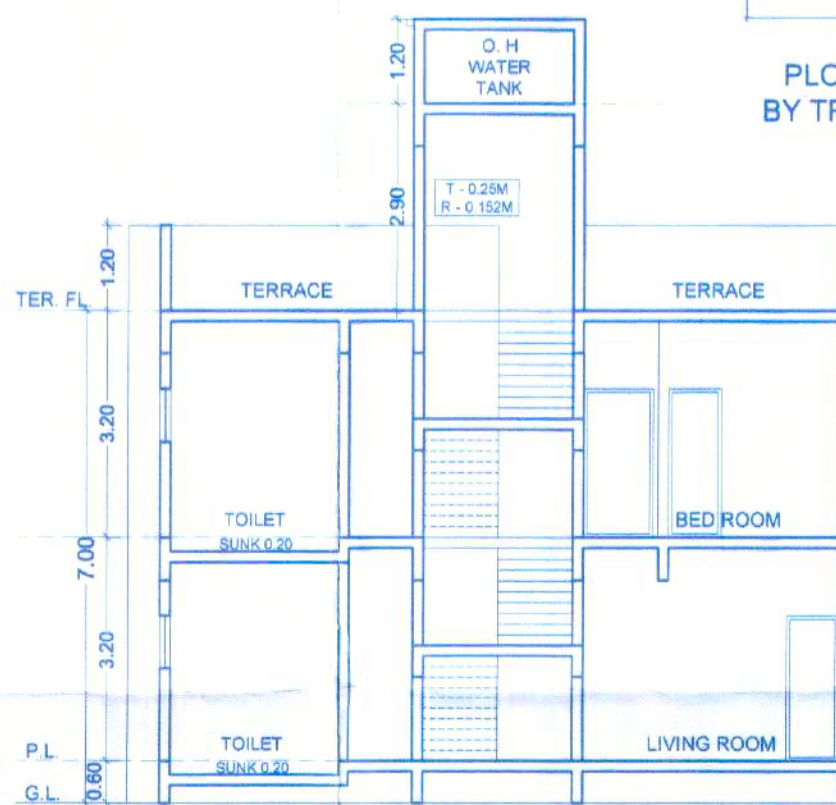 1.20
O. H
WATER
TANK
PLO
BY TF
T - 0.25M
R - 0.152M
2.90
1.20
TERRACE
TERRACE
TER. FL.
3.20
TOILET
SUNK 0.20
BED ROOM
7.00
3.20
TOILET
SUNK 0.20
LIVING ROOM
P.L.
0.60
G.L.